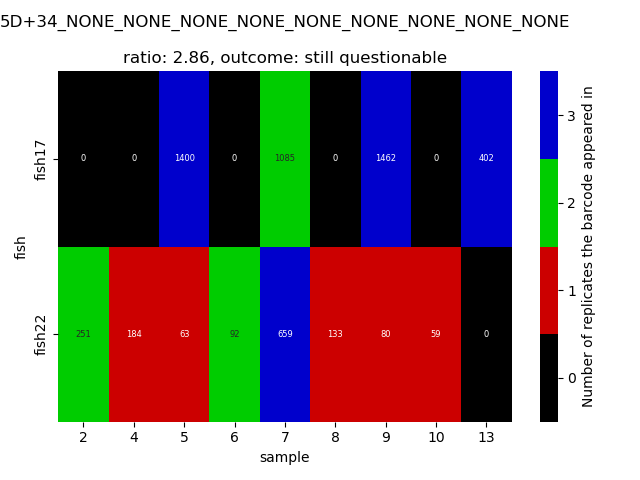 5D+34_NONE_NONE_NONE_NONE_NONE_NONE_NONE_NONE_NONE
ratio: 2.86, outcome: still questionable
fish
fish17
0 0 1400 0 1085 0 1462 0 402
fish22
251 184 63 92 659 133 80 59 0
2 4 5 6 7 8 9 10 13
sample
3
2
1
0
Number of replicates the barcode appeared in